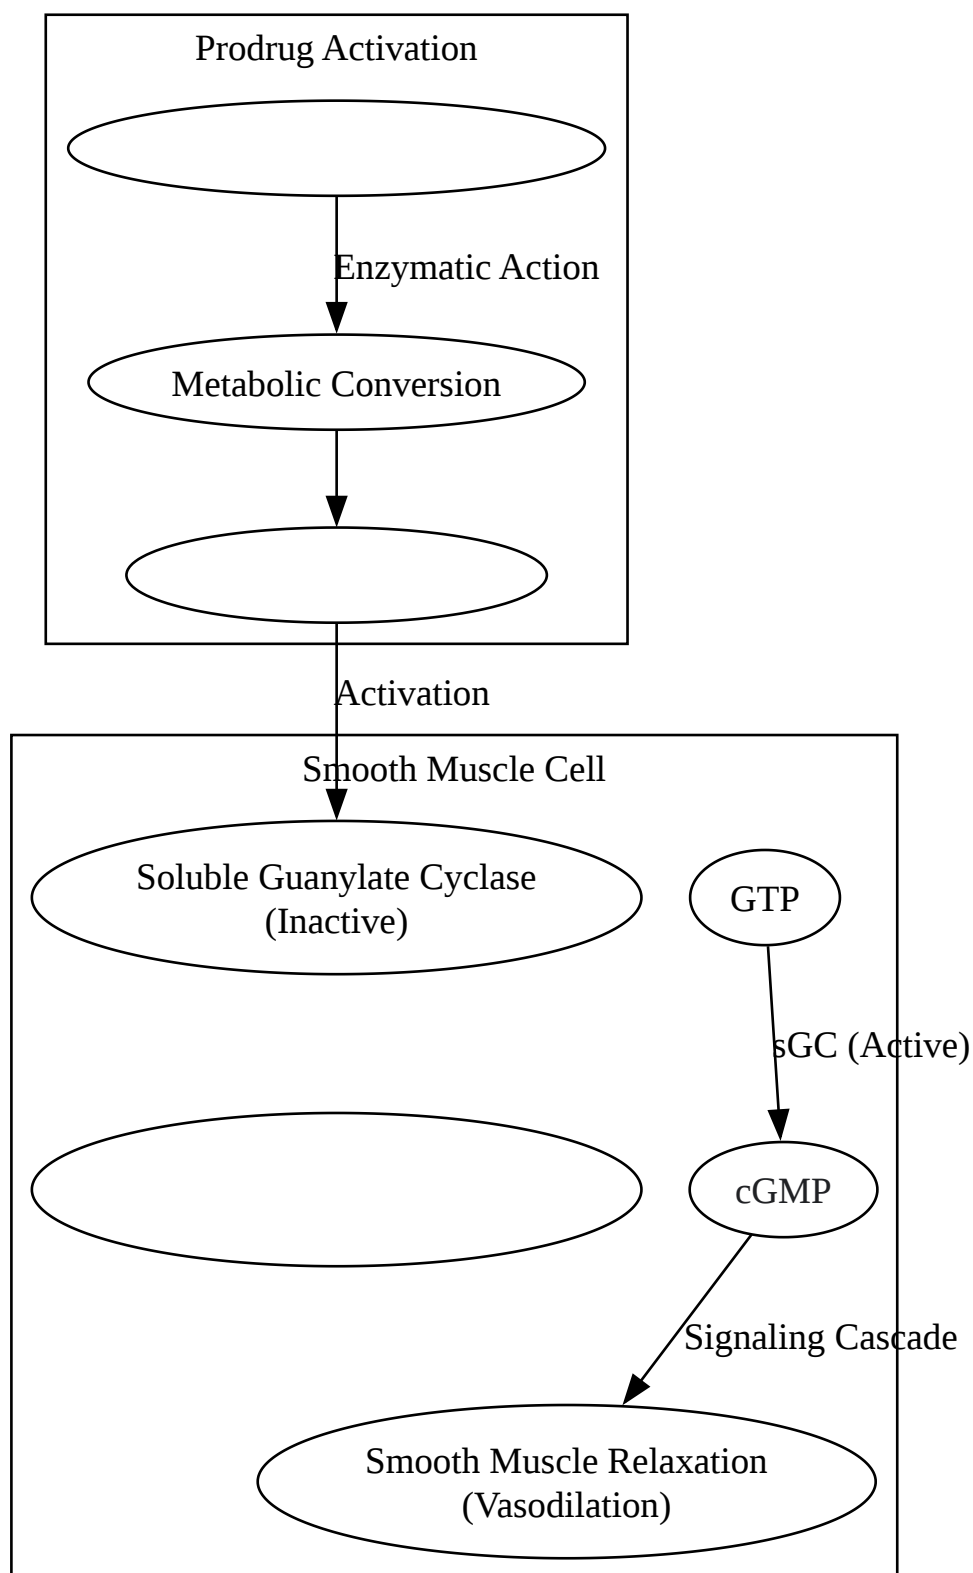 Prodrug Activation
Enzymatic Action
Metabolic Conversion
Activation
Smooth Muscle Cell
Soluble Guanylate Cyclase
(Inactive)
GTP
sGC (Active)
cGMP
Signaling Cascade
Smooth Muscle Relaxation
(Vasodilation)